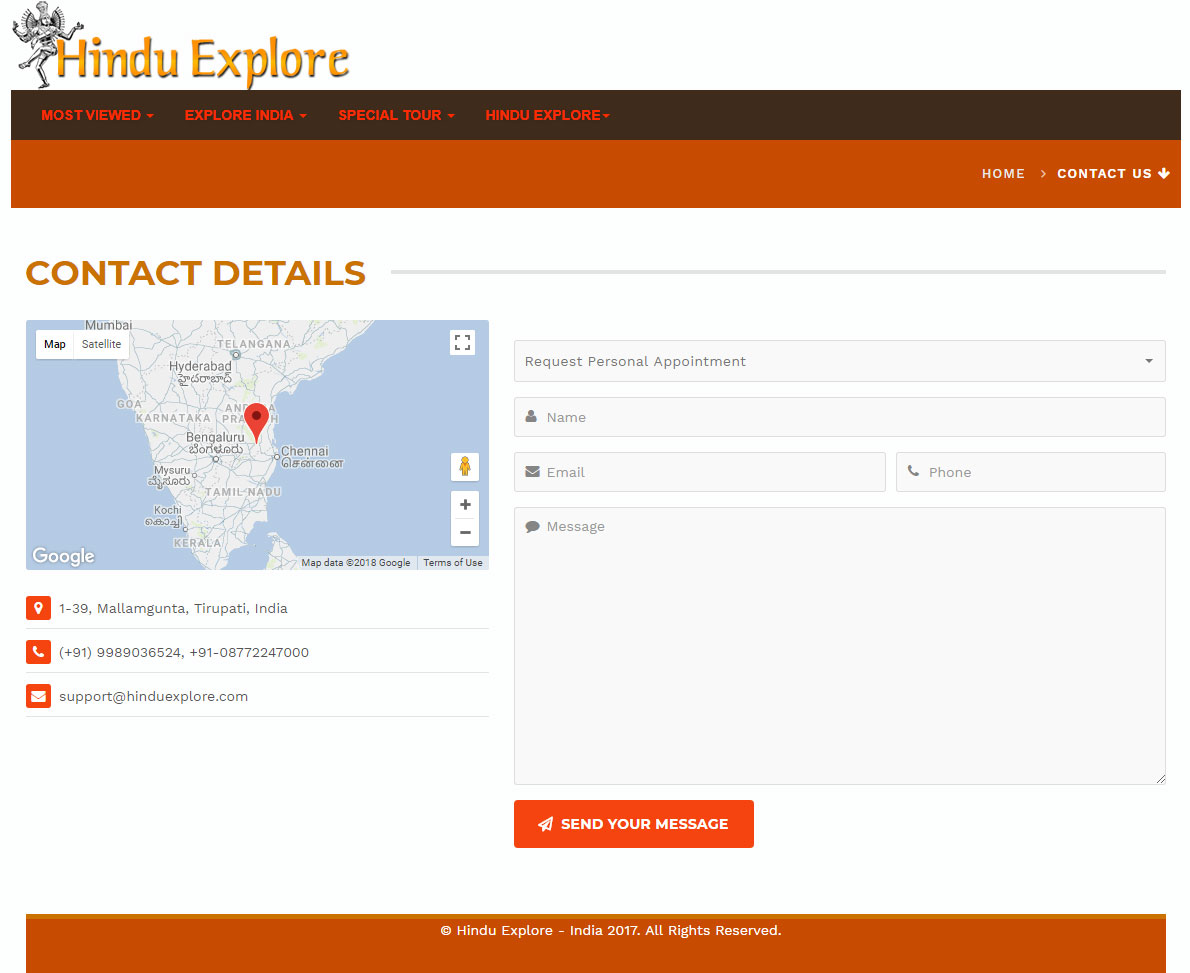 Hindu Explore
MOST VIEWED
EXPLORE INDIA
SPECIAL TOUR
HINDU EXPLORE
HOME > CONTACT US
CONTACT DETAILS
Mumbai
Map
Satellite
TELANGANA
Hyderabad
హైదరాబాద్
GOA
KARNATAKA
ANDHRA
PRADESH
Bengaluru
ಬೆಂಗಳೂರು
Chennai
சென்னை
Mysuru
ಮೈಸೂರು
TAMIL NADU
Kochi
കൊച്ചി
KERALA
Google
Map data ©2018 Google
Terms of Use
1-39, Mallamgunta, Tirupati, India
(+91) 9989036524, +91-08772247000
support@hinduexplore.com
Request Personal Appointment
Name
Email
Phone
Message
SEND YOUR MESSAGE
© Hindu Explore - India 2017. All Rights Reserved.